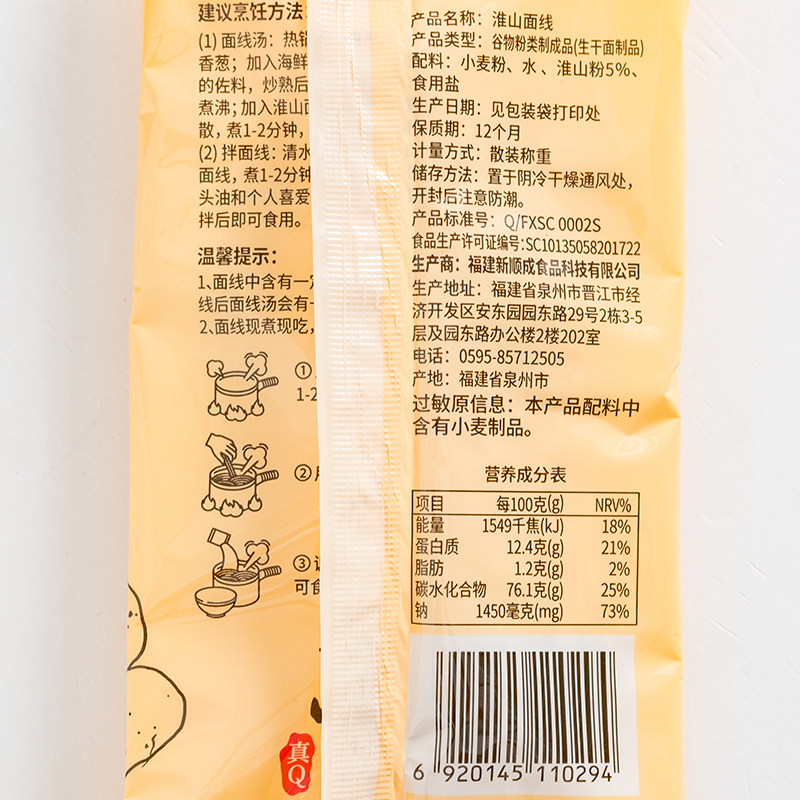 建议烹饪方法:
(1) 面线汤：热锅
香葱；加入海鲜
的佐料，炒熟后
煮沸；加入淮山面
散，煮1-2分钟，
(2) 拌面线：清水
面线，煮1-2分钟
头油和个人喜爱
拌后即可食用。
温馨提示：
1、面线中含有一定
线后面线汤会有一
2、面线现煮现吃，
①
1-2
②
③
可食
真Q
产品名称：淮山面线
产品类型：谷物粉类制成品(生干面制品)
配料：小麦粉、水、淮山粉5%、
食用盐
生产日期：见包装袋打印处
保质期：12个月
计量方式：散装称重
储存方法：置于阴冷干燥通风处，
开封后注意防潮。
产品标准号：Q/FXSC 0002S
食品生产许可证编号:SC10135058201722
生产商：福建新顺成食品科技有限公司
生产地址：福建省泉州市晋江市经
济开发区安东园园东路29号2栋3-5
层及园东路办公楼2楼202室
电话：0595-85712505
产地：福建省泉州市
过敏原信息：本产品配料中
含有小麦制品。
营养成分表
项目 每100克(g) NRV%
能量 1549千焦(kJ) 18%
蛋白质 12.4克(g) 21%
脂肪 1.2克(g) 2%
碳水化合物 76.1克(g) 25%
钠 1450毫克(mg) 73%
6 920145 110294